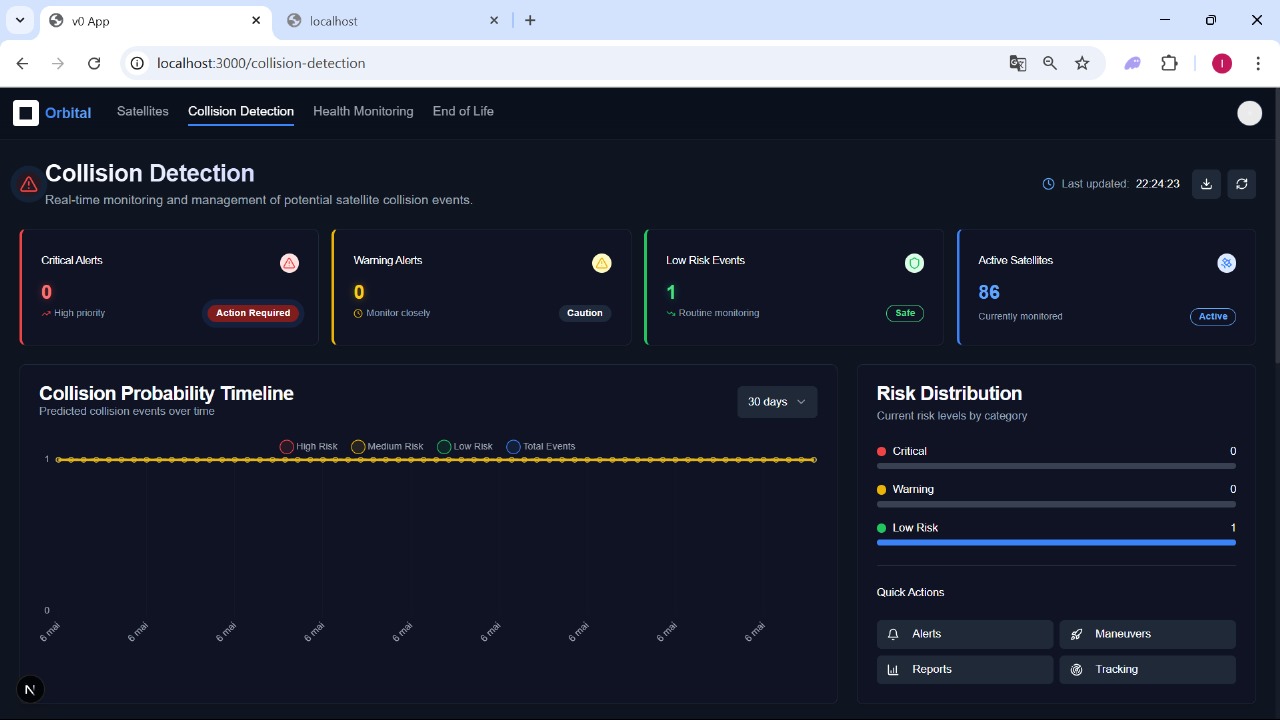 v0 App
localhost
localhost:3000/collision-detection
I
Orbital
Satellites
Collision Detection
Health Monitoring
End of Life
Collision Detection
Real-time monitoring and management of potential satellite collision events.
Last updated: 22:24:23
Critical Alerts
0
High priority
Action Required
Warning Alerts
0
Monitor closely
Caution
Low Risk Events
1
Routine monitoring
Safe
Active Satellites
86
Currently monitored
Active
Collision Probability Timeline
Predicted collision events over time
30 days
High Risk
Medium Risk
Low Risk
Total Events
1
0
6 mai
6 mai
6 mai
6 mai
6 mai
6 mai
6 mai
6 mai
6 mai
Risk Distribution
Current risk levels by category
Critical 0
Warning 0
Low Risk 1
Quick Actions
Alerts
Maneuvers
Reports
Tracking
N